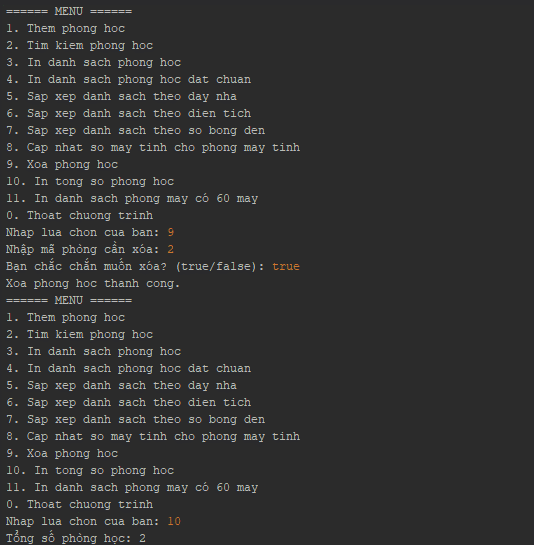 ====== MENU ======
1. Them phong hoc
2. Tim kiem phong hoc
3. In danh sach phong hoc
4. In danh sach phong hoc dat chuan
5. Sap xep danh sach theo day nha
6. Sap xep danh sach theo dien tich
7. Sap xep danh sach theo so bong den
8. Cap nhat so may tinh cho phong may tinh
9. Xoa phong hoc
10. In tong so phong hoc
11. In danh sach phong may có 60 may
0. Thoat chuong trinh
Nhap lua chon cua ban: 9
Nhập mã phòng cần xóa: 2
Bạn chắc chắn muốn xóa? (true/false): true
Xoa phong hoc thanh cong.
====== MENU ======
1. Them phong hoc
2. Tim kiem phong hoc
3. In danh sach phong hoc
4. In danh sach phong hoc dat chuan
5. Sap xep danh sach theo day nha
6. Sap xep danh sach theo dien tich
7. Sap xep danh sach theo so bong den
8. Cap nhat so may tinh cho phong may tinh
9. Xoa phong hoc
10. In tong so phong hoc
11. In danh sach phong may có 60 may
0. Thoat chuong trinh
Nhap lua chon cua ban: 10
Tổng số phòng học: 2